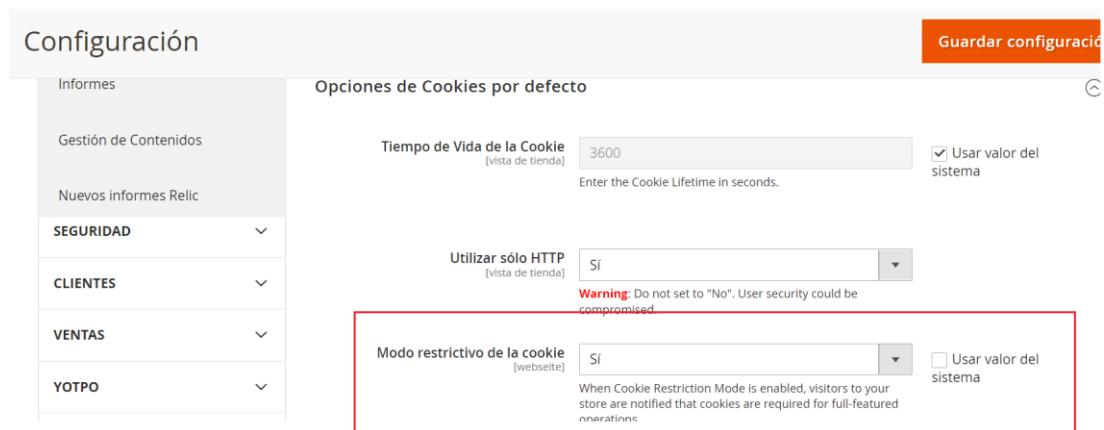 Configuración
Guardar configuració
Informes
Gestión de Contenidos
Nuevos informes Relic
SEGURIDAD
CLIENTES
VENTAS
YOTPO
Opciones de Cookies por defecto
Tiempo de Vida de la Cookie
[vista de tienda]
3600
Usar valor del
sistema
Enter the Cookie Lifetime in seconds.
Utilizar sólo HTTP
[vista de tienda]
Sí
Warning: Do not set to "No". User security could be
compromised.
Modo restrictivo de la cookie
[webseite]
Sí
Usar valor del
sistema
When Cookie Restriction Mode is enabled, visitors to your
store are notified that cookies are required for full-featured
operations.